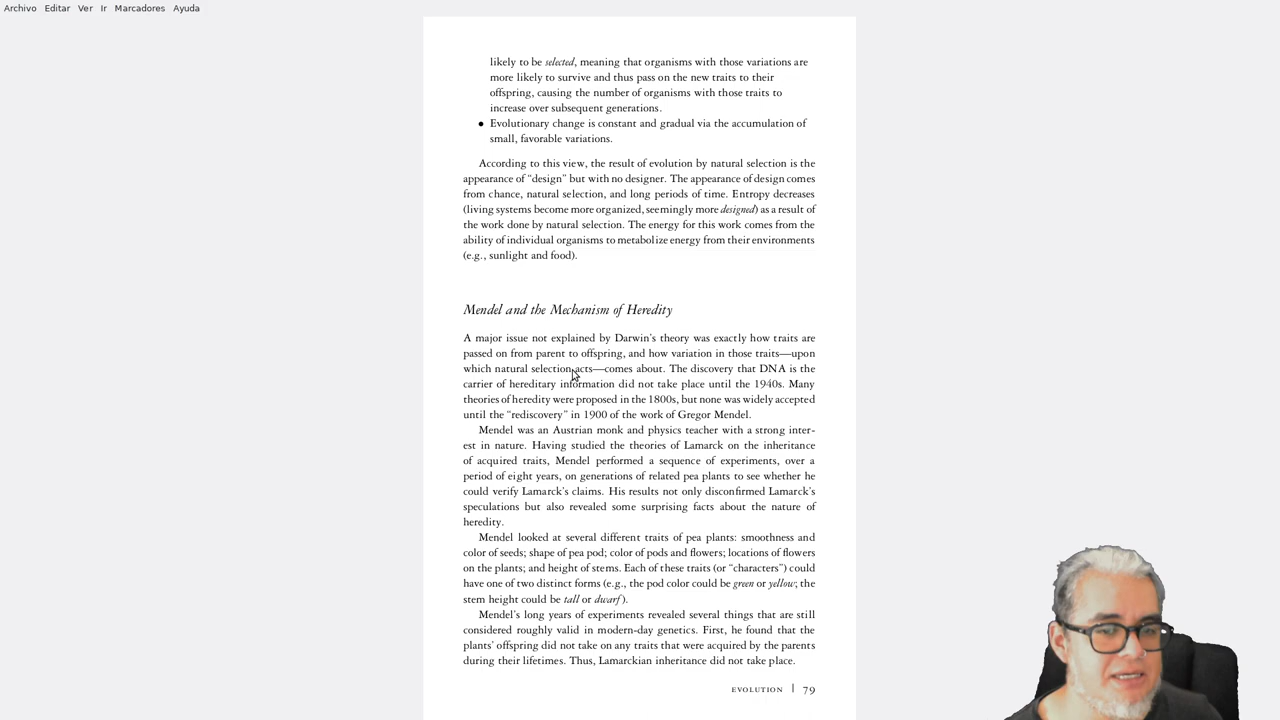 Archivo Editar Ver Ir Marcadores Ayuda
likely to be selected, meaning that organisms with those variations are
more likely to survive and thus pass on the new traits to their
offspring, causing the number of organisms with those traits to
increase over subsequent generations.
● Evolutionary change is constant and gradual via the accumulation of
small, favorable variations.
According to this view, the result of evolution by natural selection is the
appearance of “design” but with no designer. The appearance of design comes
from chance, natural selection, and long periods of time. Entropy decreases
(living systems become more organized, seemingly more designed) as a result of
the work done by natural selection. The energy for this work comes from the
ability of individual organisms to metabolize energy from their environments
(e.g., sunlight and food).
Mendel and the Mechanism of Heredity
A major issue not explained by Darwin’s theory was exactly how traits are
passed on from parent to offspring, and how variation in those traits—upon
which natural selection acts—comes about. The discovery that DNA is the
carrier of hereditary information did not take place until the 1940s. Many
theories of heredity were proposed in the 1800s, but none was widely accepted
until the “rediscovery” in 1900 of the work of Gregor Mendel.
Mendel was an Austrian monk and physics teacher with a strong inter-
est in nature. Having studied the theories of Lamarck on the inheritance
of acquired traits, Mendel performed a sequence of experiments, over a
period of eight years, on generations of related pea plants to see whether he
could verify Lamarck’s claims. His results not only disconfirmed Lamarck’s
speculations but also revealed some surprising facts about the nature of
heredity.
Mendel looked at several different traits of pea plants: smoothness and
color of seeds; shape of pea pod; color of pods and flowers; locations of flowers
on the plants; and height of stems. Each of these traits (or “characters”) could
have one of two distinct forms (e.g., the pod color could be green or yellow; the
stem height could be tall or dwarf).
Mendel’s long years of experiments revealed several things that are still
considered roughly valid in modern-day genetics. First, he found that the
plants’ offspring did not take on any traits that were acquired by the parents
during their lifetimes. Thus, Lamarckian inheritance did not take place.
EVOLUTION | 79